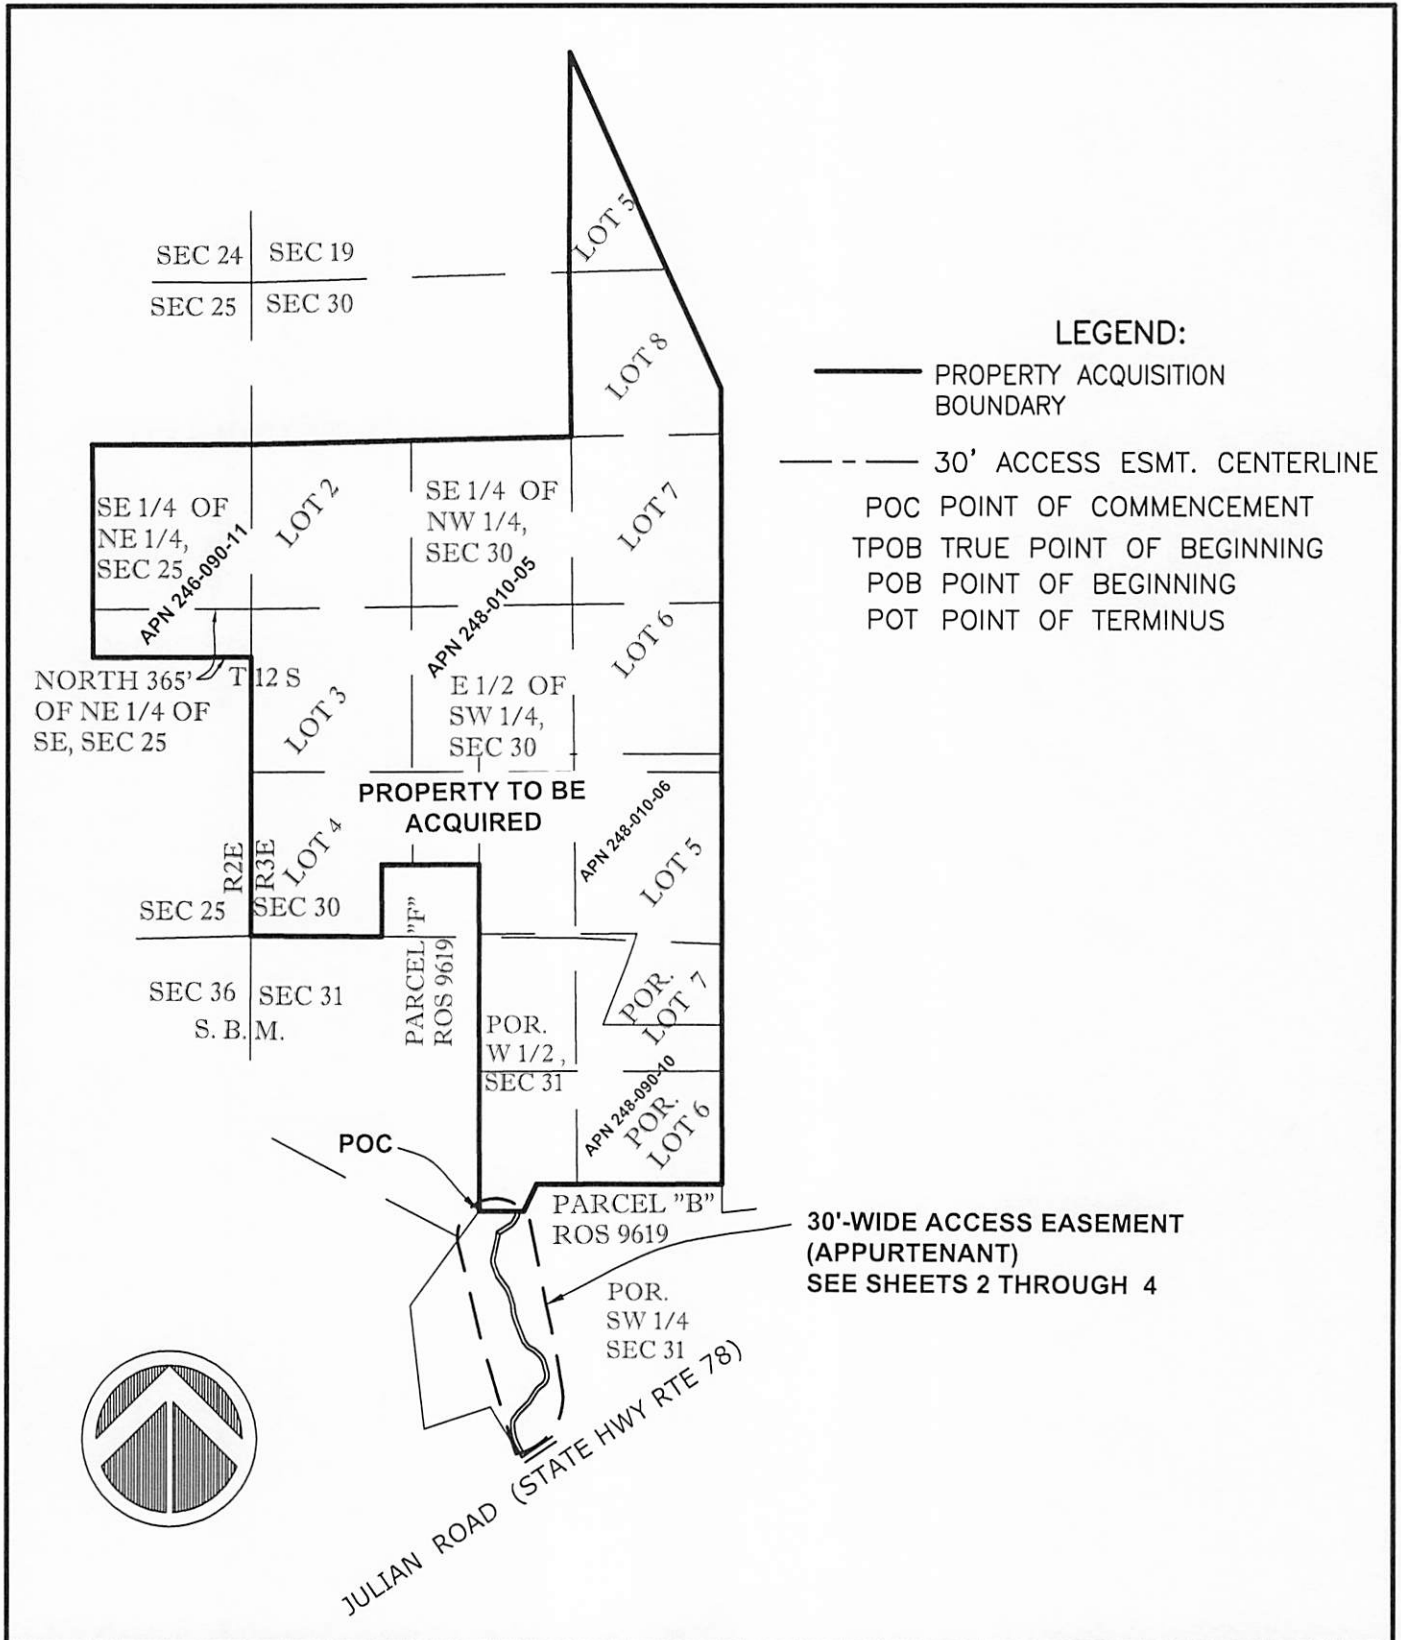 LOT 5
SEC 24
SEC 19
SEC 25
SEC 30
LOT 8
LEGEND:
PROPERTY ACQUISITION
BOUNDARY
30' ACCESS ESMT. CENTERLINE
POC POINT OF COMMENCEMENT
TPOB TRUE POINT OF BEGINNING
POB POINT OF BEGINNING
POT POINT OF TERMINUS
SE 1/4 OF
NE 1/4,
SEC 25
APN 246-090-11
LOT 2
SE 1/4 OF
NW 1/4,
SEC 30
APN 248-010-05
LOT 7
LOT 6
NORTH 365'
OF NE 1/4 OF
SE, SEC 25
T 12 S
LOT 3
E 1/2 OF
SW 1/4,
SEC 30
PROPERTY TO BE
ACQUIRED
APN 248-010-06
LOT 5
R2E
R3E
LOT 4
SEC 25
SEC 30
SEC 36
SEC 31
S. B. M.
PARCEL "F"
ROS 9619
POR.
W 1/2 ,
SEC 31
POR.
LOT 7
APN 248-090-10
POR.
LOT 6
POC
PARCEL "B"
ROS 9619
30'-WIDE ACCESS EASEMENT
(APPURTENANT)
SEE SHEETS 2 THROUGH 4
POR.
SW 1/4
SEC 31
JULIAN ROAD (STATE HWY RTE 78)